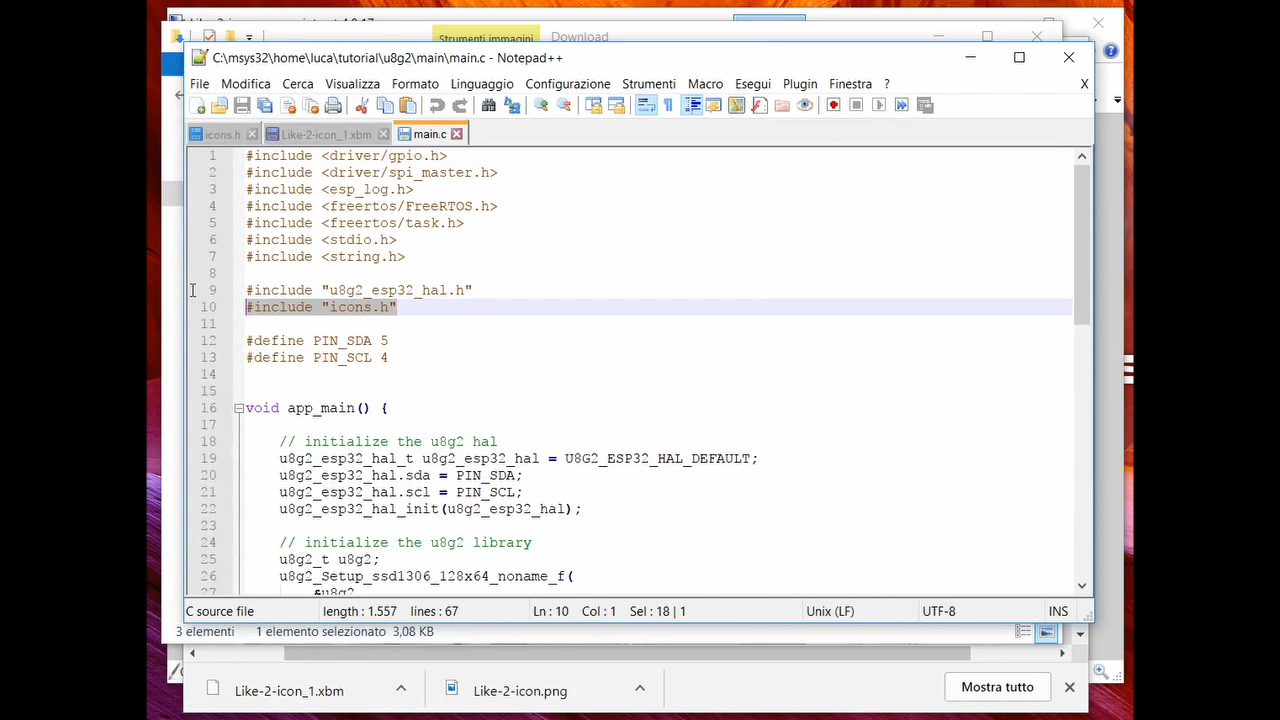 Strumenti immagini
Download
C:\msys32\home\luca\tutorial\u8g2\main\main.c - Notepad++
File Modifica Cerca Visualizza Formato Linguaggio Configurazione Strumenti Macro Esegui Plugin Finestra ? X
icons.h Like-2-icon_1.xbm main.c
1 #include <driver/gpio.h>
2 #include <driver/spi_master.h>
3 #include <esp_log.h>
4 #include <freertos/FreeRTOS.h>
5 #include <freertos/task.h>
6 #include <stdio.h>
7 #include <string.h>
8
9 #include "u8g2_esp32_hal.h"
10 #include "icons.h"
11
12 #define PIN_SDA 5
13 #define PIN_SCL 4
14
15
16 void app_main() {
17
18 // initialize the u8g2 hal
19 u8g2_esp32_hal_t u8g2_esp32_hal = U8G2_ESP32_HAL_DEFAULT;
20 u8g2_esp32_hal.sda = PIN_SDA;
21 u8g2_esp32_hal.scl = PIN_SCL;
22 u8g2_esp32_hal_init(u8g2_esp32_hal);
23
24 // initialize the u8g2 library
25 u8g2_t u8g2;
26 u8g2_Setup_ssd1306_128x64_noname_f(
27 &u8g2
C source file length : 1.557 lines : 67 Ln : 10 Col : 1 Sel : 18 | 1 Unix (LF) UTF-8 INS
3 elementi 1 elemento selezionato 3,08 KB
Like-2-icon_1.xbm Like-2-icon.png Mostra tutto